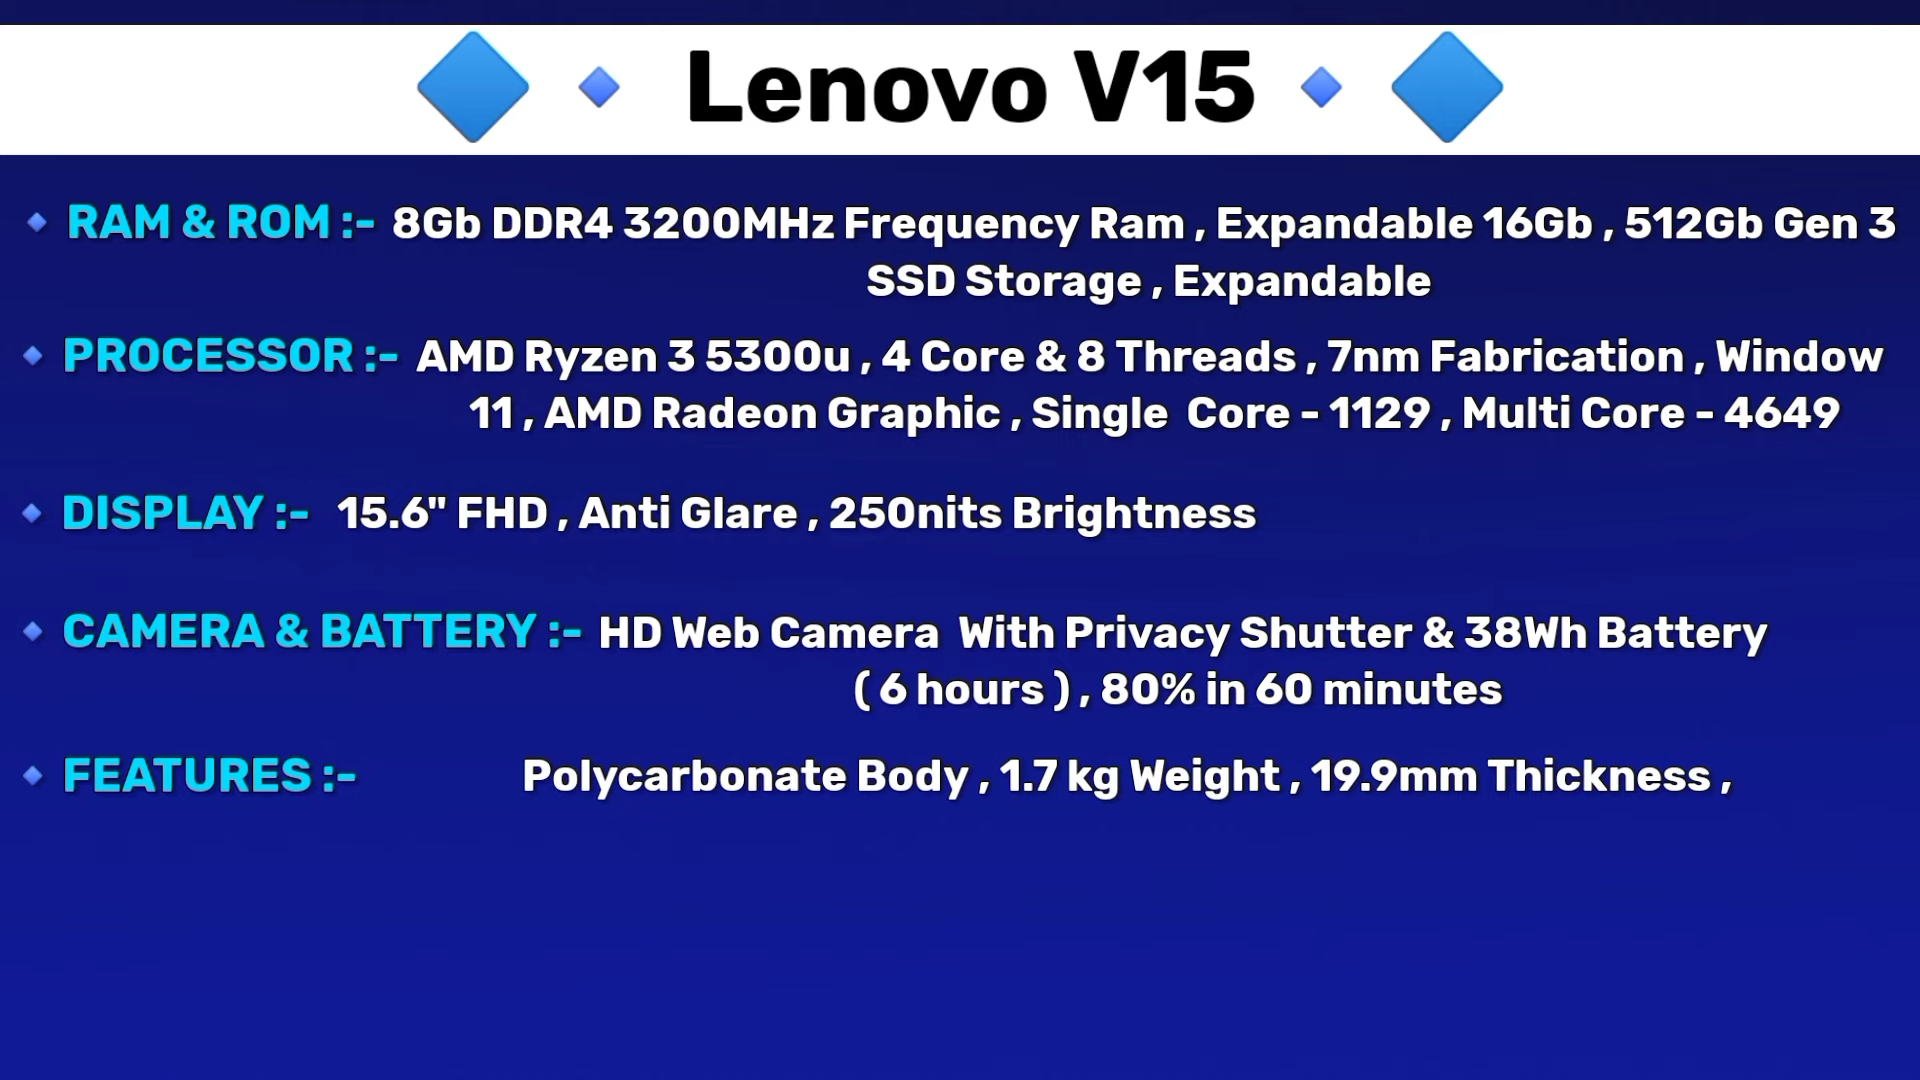 Lenovo V15
RAM & ROM :- 8Gb DDR4 3200MHz Frequency Ram , Expandable 16Gb , 512Gb Gen 3
SSD Storage , Expandable
PROCESSOR :- AMD Ryzen 3 5300u , 4 Core & 8 Threads , 7nm Fabrication , Window
11 , AMD Radeon Graphic , Single  Core - 1129 , Multi Core - 4649
DISPLAY :- 15.6" FHD , Anti Glare , 250nits Brightness
CAMERA & BATTERY :- HD Web Camera  With Privacy Shutter & 38Wh Battery
( 6 hours ) , 80% in 60 minutes
FEATURES :- Polycarbonate Body , 1.7 kg Weight , 19.9mm Thickness ,